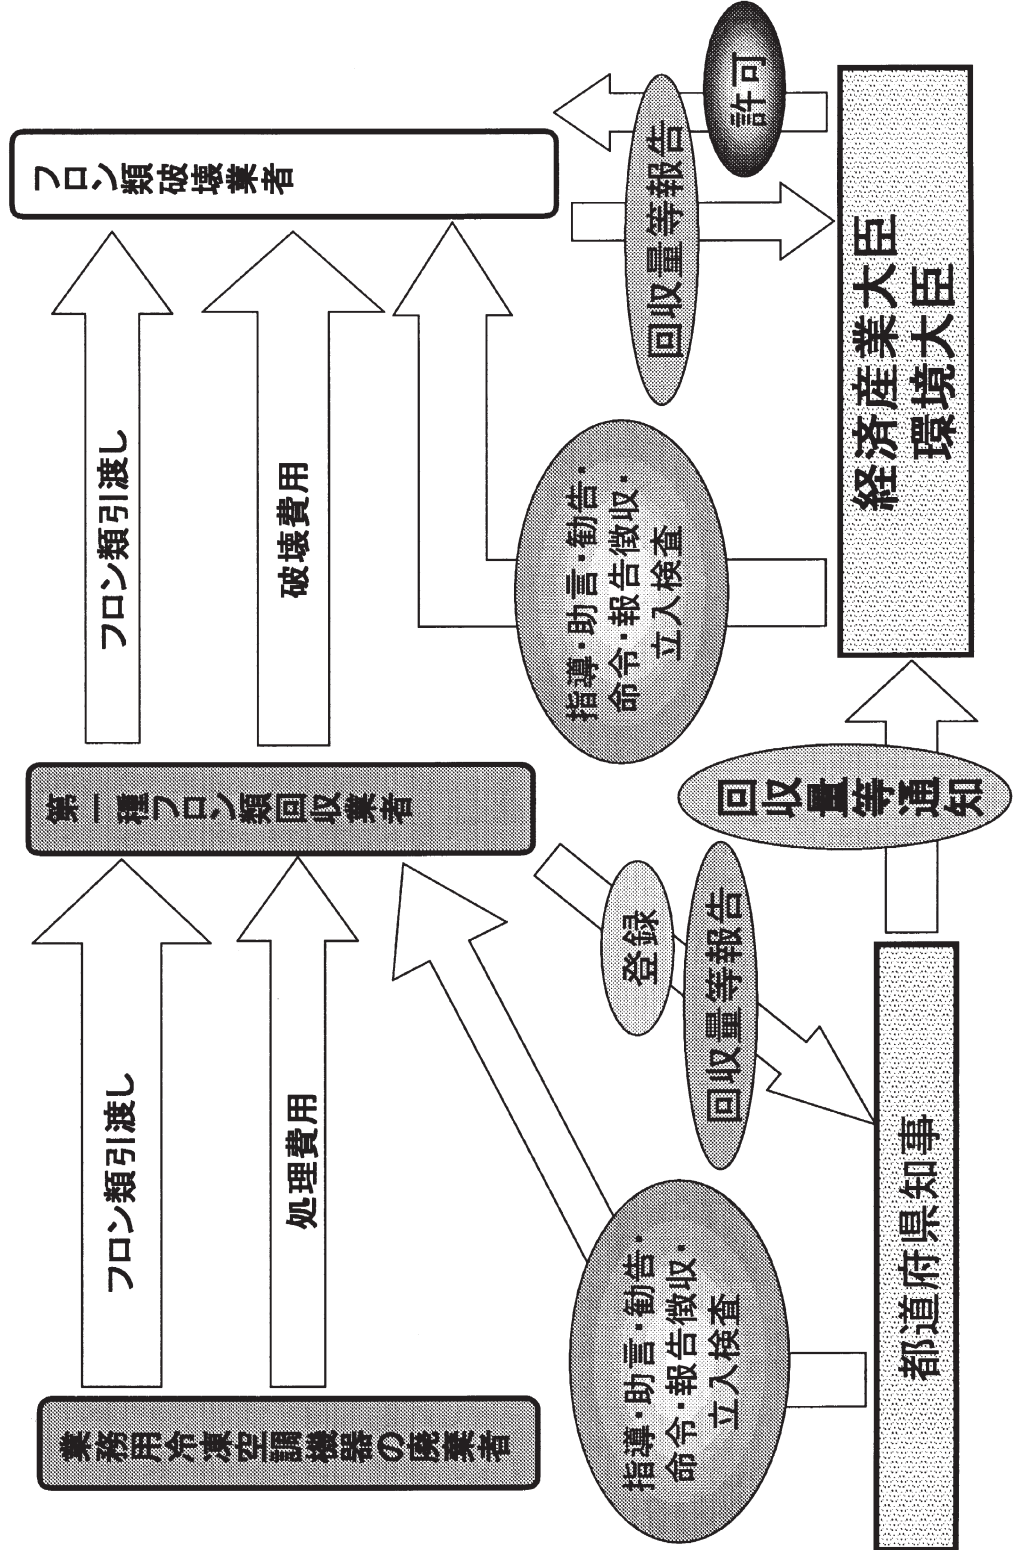 業務用冷凍空調機器の廃棄者
フロン類引渡し
処理費用
第一種フロン類回収業者
フロン類引渡し
破壊費用
フロン類破壊業者
指導・助言・勧告・
命令・報告徴収・
立入検査
登録
回収量等報告
指導・助言・勧告・
命令・報告徴収・
立入検査
回収量等報告
許可
都道府県知事
回収量等通知
経済産業大臣
環境大臣